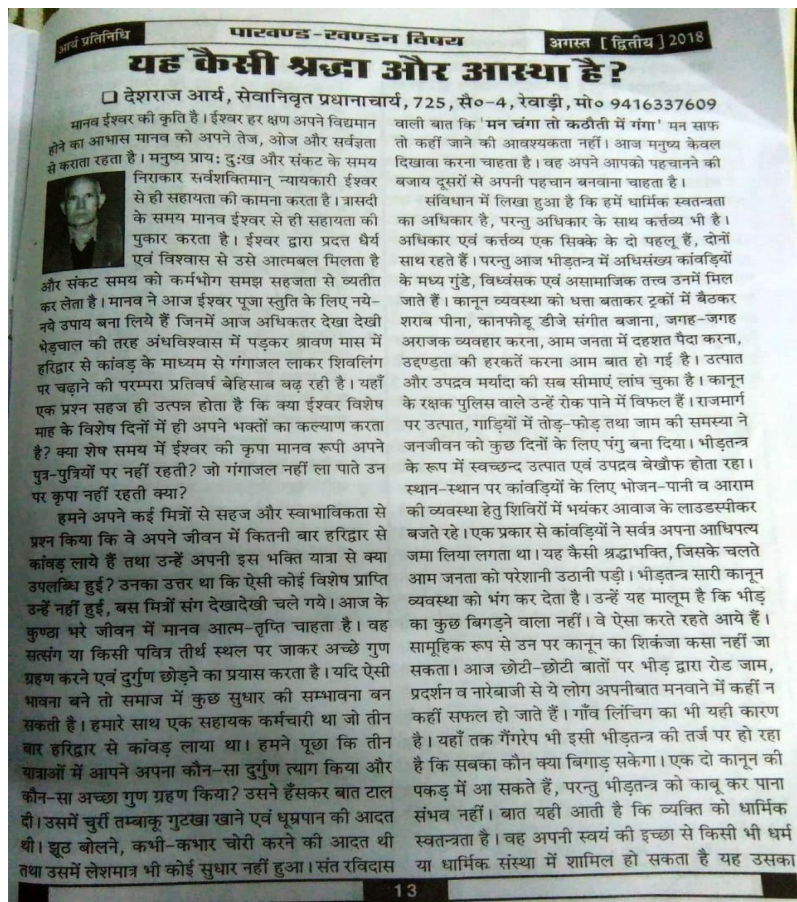 आर्य प्रतिनिधि
पाखण्ड-खण्डन विषय
अगस्त [ द्वितीय ] 2018
यह कैसी श्रद्धा और आस्था है?
❑ देशराज आर्य, सेवानिवृत प्रधानाचार्य, 725, सै०-4, रेवाड़ी, मो० 9416337609
मानव ईश्वर की कृति है। ईश्वर हर क्षण अपने विद्यमान
होने का आभास मानव को अपने तेज, ओज और सर्वज्ञता
से कराता रहता है। मनुष्य प्राय: दु:ख और संकट के समय
निराकार सर्वशक्तिमान् न्यायकारी ईश्वर
से ही सहायता की कामना करता है। त्रासदी
के समय मानव ईश्वर से ही सहायता की
पुकार करता है। ईश्वर द्वारा प्रदत्त धैर्य
एवं विश्वास से उसे आत्मबल मिलता है
और संकट समय को कर्मभोग समझ सहजता से व्यतीत
कर लेता है। मानव ने आज ईश्वर पूजा स्तुति के लिए नये-
नये उपाय बना लिये हैं जिनमें आज अधिकतर देखा देखी
भेड़चाल की तरह अंधविश्वास में पड़कर श्रावण मास में
हरिद्वार से कांवड़ के माध्यम से गंगाजल लाकर शिवलिंग
पर चढ़ाने की परम्परा प्रतिवर्ष बेहिसाब बढ़ रही है। यहाँ
एक प्रश्न सहज ही उत्पन्न होता है कि क्या ईश्वर विशेष
माह के विशेष दिनों में ही अपने भक्तों का कल्याण करता
है? क्या शेष समय में ईश्वर की कृपा मानव रूपी अपने
पुत्र-पुत्रियों पर नहीं रहती? जो गंगाजल नहीं ला पाते उन
पर कृपा नहीं रहती क्या?
हमने अपने कई मित्रों से सहज और स्वाभाविकता से
प्रश्न किया कि वे अपने जीवन में कितनी बार हरिद्वार से
कांवड़ लाये हैं तथा उन्हें अपनी इस भक्ति यात्रा से क्या
उपलब्धि हुई? उनका उत्तर था कि ऐसी कोई विशेष प्राप्ति
उन्हें नहीं हुई, बस मित्रों संग देखादेखी चले गये। आज के
कुण्ठा भरे जीवन में मानव आत्म-तृप्ति चाहता है। वह
सत्संग या किसी पवित्र तीर्थ स्थल पर जाकर अच्छे गुण
ग्रहण करने एवं दुर्गुण छोड़ने का प्रयास करता है। यदि ऐसी
भावना बने तो समाज में कुछ सुधार की सम्भावना बन
सकती है। हमारे साथ एक सहायक कर्मचारी था जो तीन
बार हरिद्वार से कांवड़ लाया था। हमने पूछा कि तीन
यात्राओं में आपने अपना कौन-सा दुर्गुण त्याग किया और
कौन-सा अच्छा गुण ग्रहण किया? उसने हँसकर बात टाल
दी। उसमें चुर्री तम्बाकू गुटखा खाने एवं धूम्रपान की आदत
थी। झूठ बोलने, कभी-कभार चोरी करने की आदत थी
तथा उसमें लेशमात्र भी कोई सुधार नहीं हुआ। संत रविदास
वाली बात कि 'मन चंगा तो कठौती में गंगा' मन साफ
तो कहीं जाने की आवश्यकता नहीं। आज मनुष्य केवल
दिखावा करना चाहता है। वह अपने आपको पहचानने की
बजाय दूसरों से अपनी पहचान बनवाना चाहता है।
संविधान में लिखा हुआ है कि हमें धार्मिक स्वतन्त्रता
का अधिकार है, परन्तु अधिकार के साथ कर्त्तव्य भी है।
अधिकार एवं कर्त्तव्य एक सिक्के के दो पहलू हैं, दोनों
साथ रहते हैं। परन्तु आज भीड़तन्त्र में अधिसंख्य कांवड़ियों
के मध्य गुंडे, विध्वंसक एवं असामाजिक तत्त्व उनमें मिल
जाते हैं। कानून व्यवस्था को धत्ता बताकर ट्रकों में बैठकर
शराब पीना, कानफोडू डीजे संगीत बजाना, जगह-जगह
अराजक व्यवहार करना, आम जनता में दहशत पैदा करना,
उद्दण्डता की हरकतें करना आम बात हो गई है। उत्पात
और उपद्रव मर्यादा की सब सीमाएं लांघ चुका है। कानून
के रक्षक पुलिस वाले उन्हें रोक पाने में विफल हैं। राजमार्ग
पर उत्पात, गाड़ियों में तोड़-फोड़ तथा जाम की समस्या ने
जनजीवन को कुछ दिनों के लिए पंगु बना दिया। भीड़तन्त्र
के रूप में स्वच्छन्द उत्पात एवं उपद्रव बेखौफ होता रहा।
स्थान-स्थान पर कांवड़ियों के लिए भोजन-पानी व आराम
की व्यवस्था हेतु शिविरों में भयंकर आवाज के लाउडस्पीकर
बजते रहे। एक प्रकार से कांवड़ियों ने सर्वत्र अपना आधिपत्य
जमा लिया लगता था। यह कैसी श्रद्धाभक्ति, जिसके चलते
आम जनता को परेशानी उठानी पड़ी। भीड़तन्त्र सारी कानून
व्यवस्था को भंग कर देता है। उन्हें यह मालूम है कि भीड़
का कुछ बिगड़ने वाला नहीं। वे ऐसा करते रहते आये हैं।
सामूहिक रूप से उन पर कानून का शिकंजा कसा नहीं जा
सकता। आज छोटी-छोटी बातों पर भीड़ द्वारा रोड जाम,
प्रदर्शन व नारेबाजी से ये लोग अपनीबात मनवाने में कहीं न
कहीं सफल हो जाते हैं। गाँव लिंचिग का भी यही कारण
है। यहाँ तक गैंगरेप भी इसी भीड़तन्त्र की तर्ज पर हो रहा
है कि सबका कौन क्या बिगाड़ सकेगा। एक दो कानून की
पकड़ में आ सकते हैं, परन्तु भीड़तन्त्र को काबू कर पाना
संभव नहीं। बात यही आती है कि व्यक्ति को धार्मिक
स्वतन्त्रता है। वह अपनी स्वयं की इच्छा से किसी भी धर्म
या धार्मिक संस्था में शामिल हो सकता है यह उसका
13